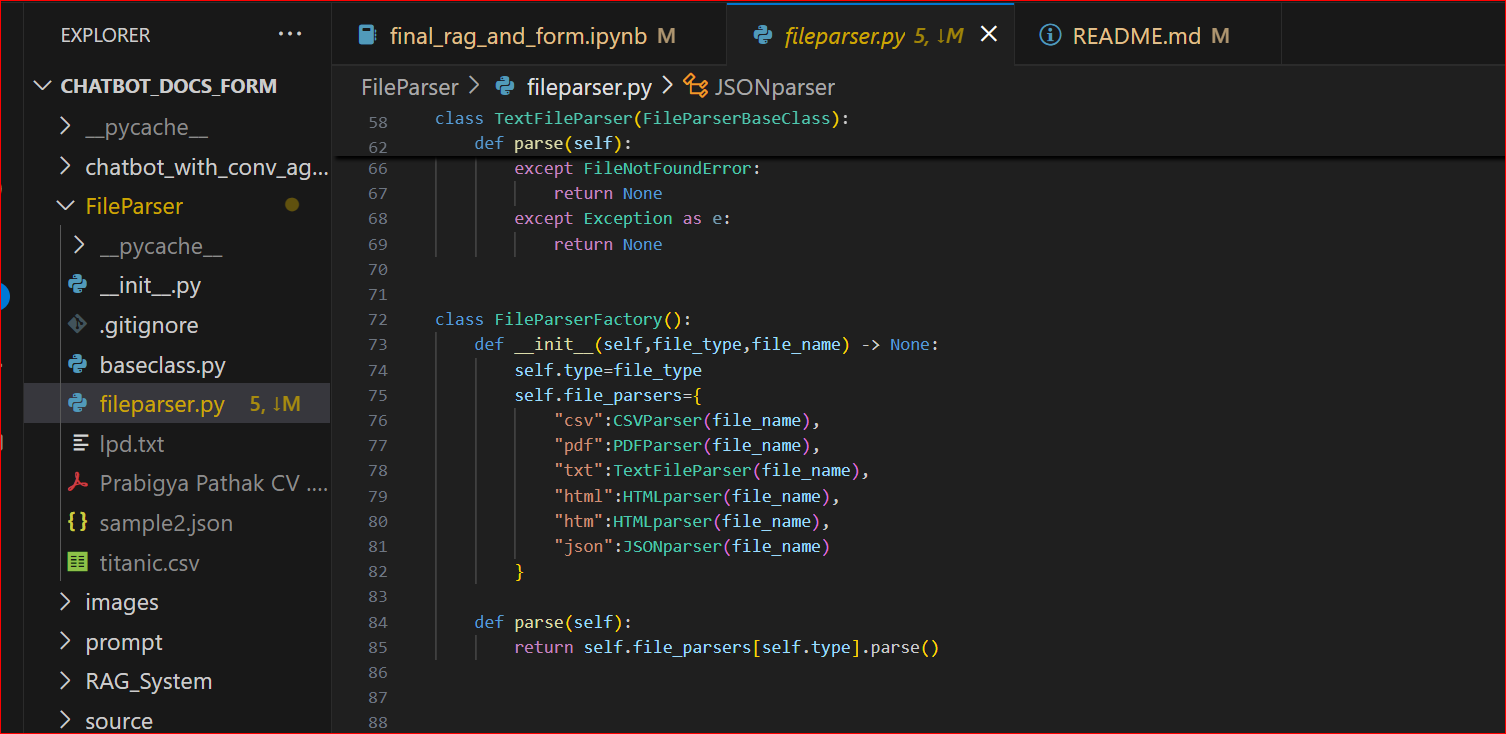 EXPLORER ...
CHATBOT_DOCS_FORM
__pycache__
chatbot_with_conv_ag...
FileParser
__pycache__
__init__.py
.gitignore
baseclass.py
fileparser.py 5, ↓M
lpd.txt
Prabigya Pathak CV ....
sample2.json
titanic.csv
images
prompt
RAG_System
source
final_rag_and_form.ipynb M
fileparser.py 5, ↓M
README.md M
FileParser > fileparser.py > JSONparser
58 class TextFileParser(FileParserBaseClass):
62     def parse(self):
66         except FileNotFoundError:
67             return None
68         except Exception as e:
69             return None
70
71
72 class FileParserFactory():
73     def __init__(self,file_type,file_name) -> None:
74         self.type=file_type
75         self.file_parsers={
76             "csv":CSVParser(file_name),
77             "pdf":PDFParser(file_name),
78             "txt":TextFileParser(file_name),
79             "html":HTMLparser(file_name),
80             "htm":HTMLparser(file_name),
81             "json":JSONparser(file_name)
82         }
83
84     def parse(self):
85         return self.file_parsers[self.type].parse()
86
87
88